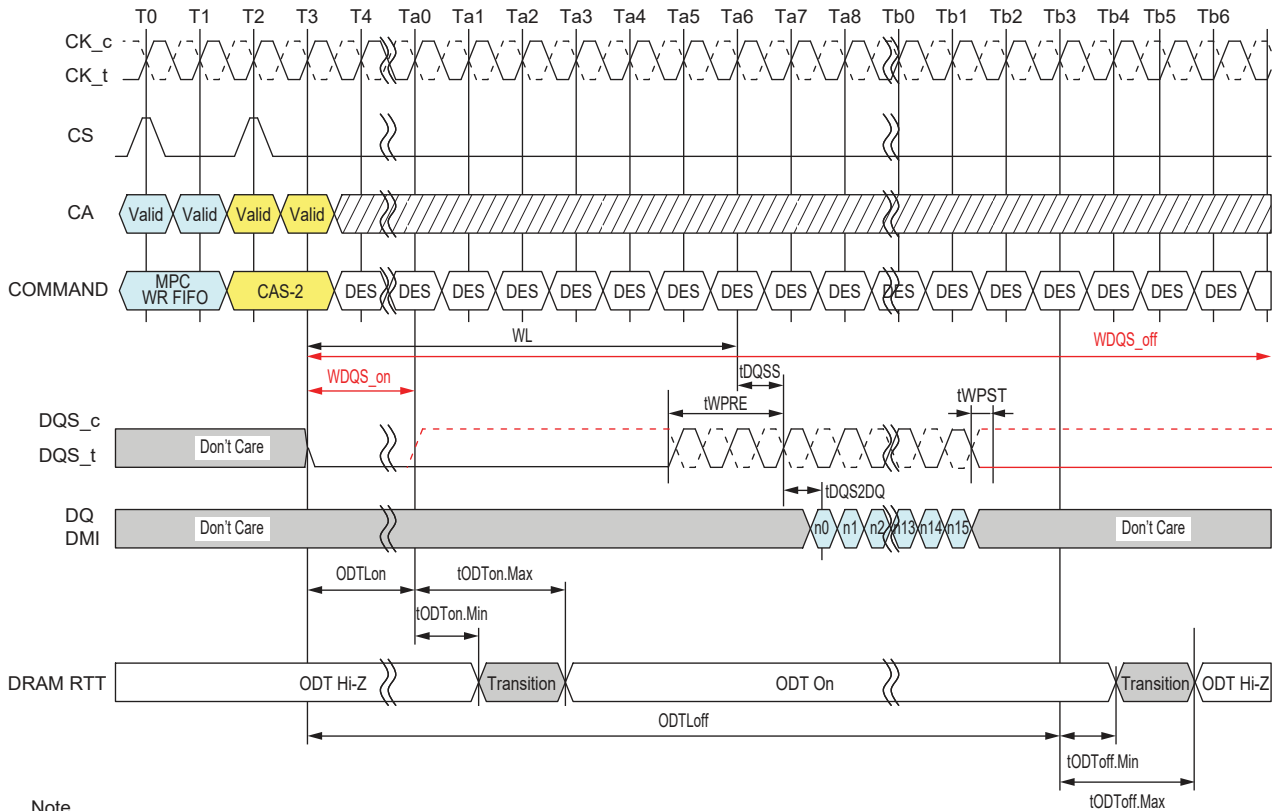 T0 T1 T2 T3 T4 Ta0 Ta1 Ta2 Ta3 Ta4 Ta5 Ta6 Ta7 Ta8 Tb0 Tb1 Tb2 Tb3 Tb4 Tb5 Tb6
CK_c
CK_t
CS
CA Valid Valid Valid Valid
COMMAND MPC WR FIFO CAS-2 DES DES DES DES DES DES DES DES DES DES DES DES DES DES DES DES DES
WL
WDQS_off
WDQS_on
tDQSS
tWPRE
tWPST
DQS_c
DQS_t
Don't Care
tDQS2DQ
DQ
DMI
Don't Care n0 n1 n2 n13 n14 n15 Don't Care
ODTLon
tODTon.Max
tODTon.Min
DRAM RTT ODT Hi-Z Transition ODT On Transition ODT Hi-Z
ODTLoff
tODToff.Min
tODToff.Max
Note